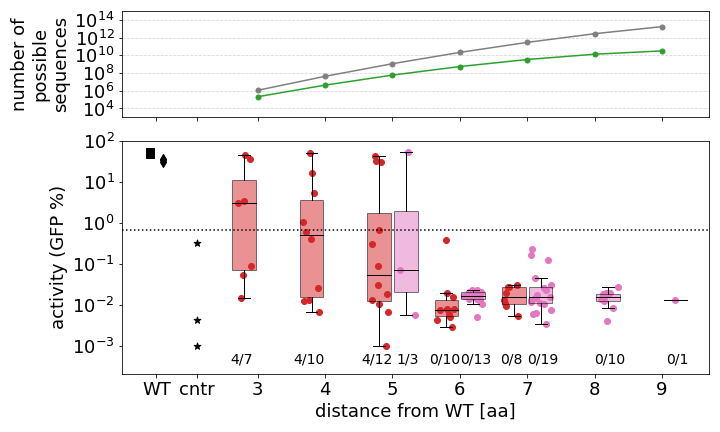 number of
possible
sequences
10^14
10^12
10^10
10^8
10^6
10^4
activity (GFP %)
10^2
10^1
10^0
10^−1
10^−2
10^−3
4/7 4/10 4/12 1/3 0/10 0/13 0/8 0/19 0/10 0/1
WT cntr 3 4 5 6 7 8 9
distance from WT [aa]